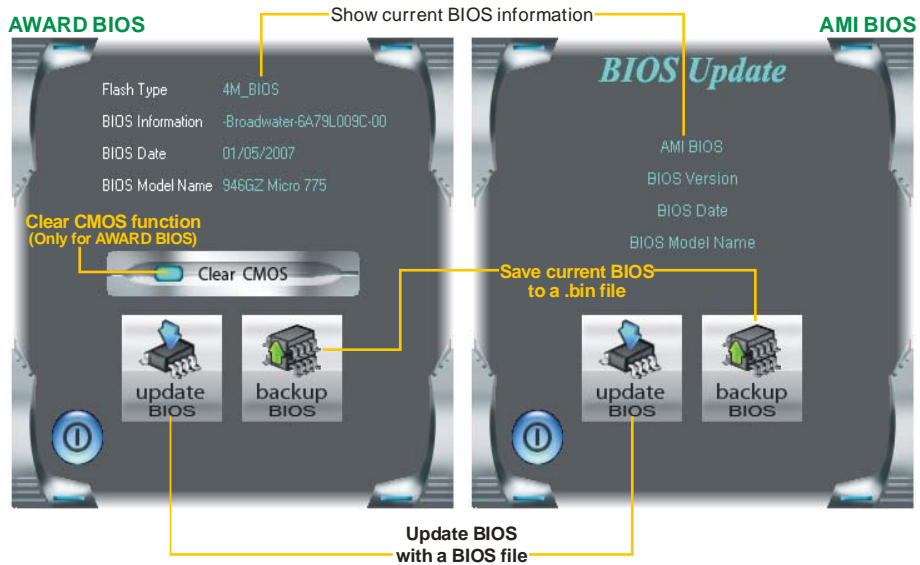 Show current BIOS information
AWARD BIOS
AMI BIOS
Flash Type 4M_BIOS
BIOS Information -Broadwater-6A79L009C-00
BIOS Date 01/05/2007
BIOS Model Name 946GZ Micro 775
Clear CMOS function
(Only for AWARD BIOS)
Clear CMOS
update
BIOS
backup
BIOS
BIOS Update
AMI BIOS
BIOS Version
BIOS Date
BIOS Model Name
Save current BIOS
to a .bin file
update
BIOS
backup
BIOS
Update BIOS
with a BIOS file